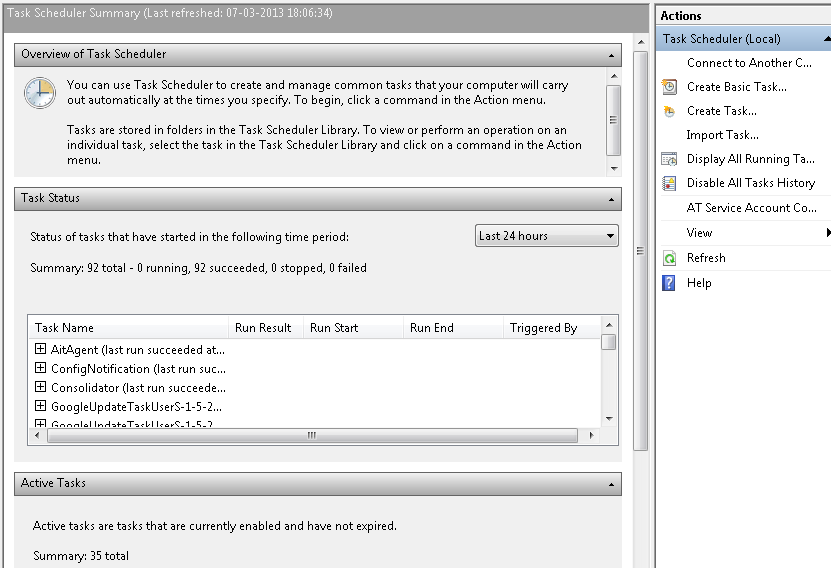 Task Scheduler Summary (Last refreshed: 07-03-2013 18:06:34)
Overview of Task Scheduler
You can use Task Scheduler to create and manage common tasks that your computer will carry
out automatically at the times you specify. To begin, click a command in the Action menu.
Tasks are stored in folders in the Task Scheduler Library. To view or perform an operation on an
individual task, select the task in the Task Scheduler Library and click on a command in the Action
menu.
Task Status
Status of tasks that have started in the following time period:
Last 24 hours
Summary: 92 total - 0 running, 92 succeeded, 0 stopped, 0 failed
Task Name Run Result Run Start Run End Triggered By
AitAgent (last run succeeded at...
ConfigNotification (last run suc...
Consolidator (last run succeede...
GoogleUpdateTaskUserS-1-5-2...
GoogleUpdateTaskUserS-1-5-2
Active Tasks
Active tasks are tasks that are currently enabled and have not expired.
Summary: 35 total
Actions
Task Scheduler (Local)
Connect to Another C...
Create Basic Task...
Create Task...
Import Task...
Display All Running Ta...
Disable All Tasks History
AT Service Account Co...
View
Refresh
Help